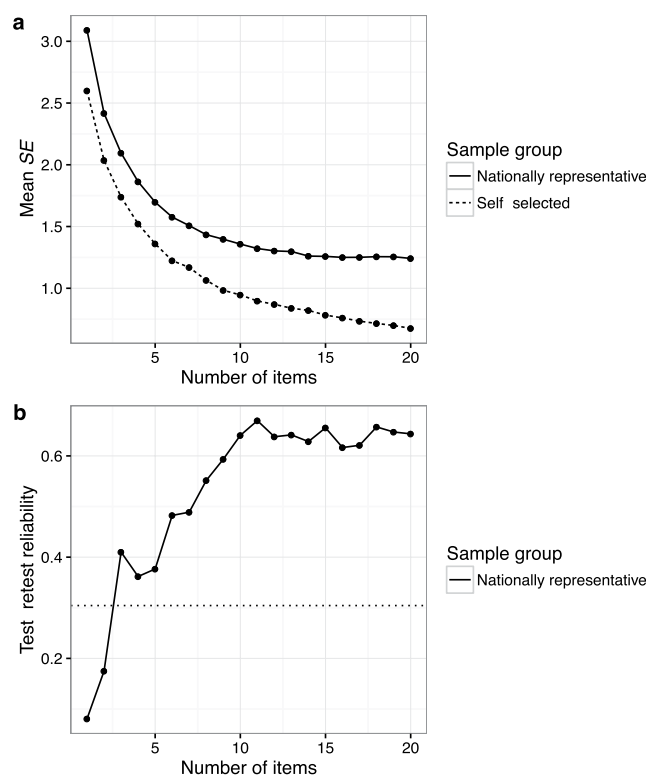 a
3.0
2.5
2.0
1.5
1.0
Mean SE
5 10 15 20
Number of items
Sample group
Nationally representative
Self selected
b
0.6
0.4
0.2
Test retest reliability
5 10 15 20
Number of items
Sample group
Nationally representative